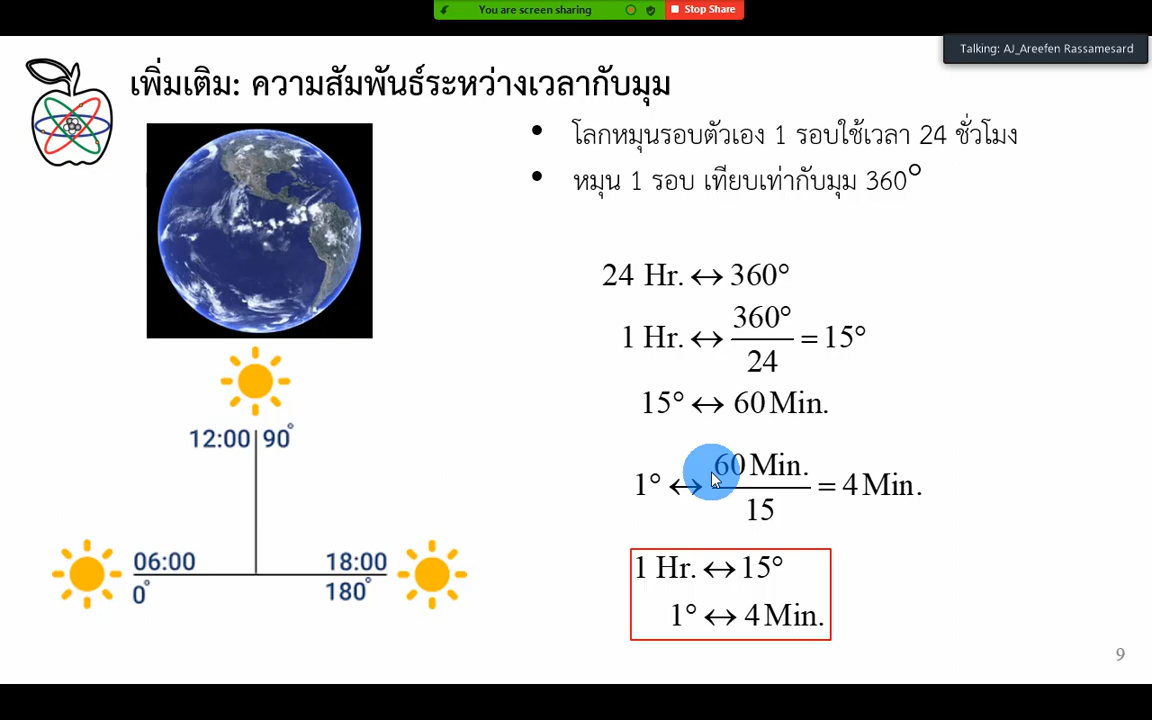 You are screen sharing
Stop Share
Talking: AJ_Areefen Rassamesard
เพิ่มเติม: ความสัมพันธ์ระหว่างเวลากับมุม
• โลกหมุนรอบตัวเอง 1 รอบใช้เวลา 24 ชั่วโมง
• หมุน 1 รอบ เทียบเท่ากับมุม 360°
24 Hr. ↔ 360°
1 Hr. ↔ 360°/24 = 15°
15° ↔ 60 Min.
1° ↔ 60 Min./15 = 4 Min.
1 Hr. ↔ 15°
1° ↔ 4 Min.
12:00 90°
06:00 18:00
0° 180°
9